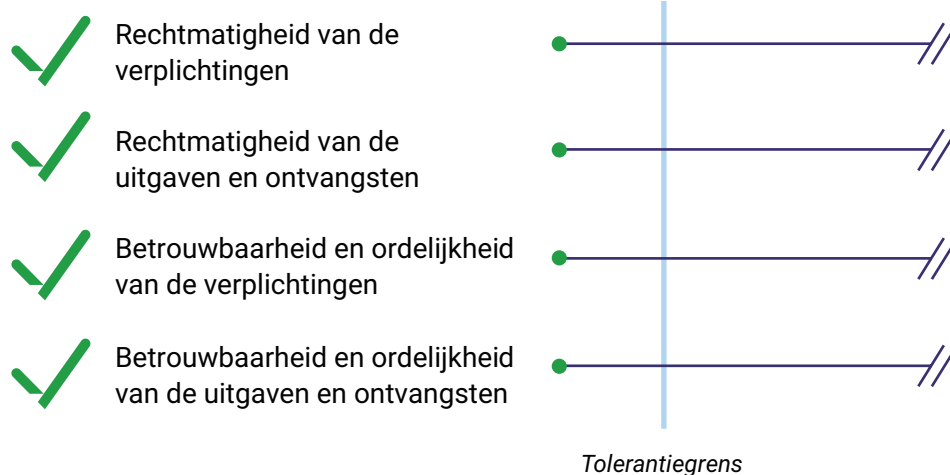 Rechtmatigheid van de
verplichtingen
Rechtmatigheid van de
uitgaven en ontvangsten
Betrouwbaarheid en ordelijkheid
van de verplichtingen
Betrouwbaarheid en ordelijkheid
van de uitgaven en ontvangsten
Tolerantiegrens